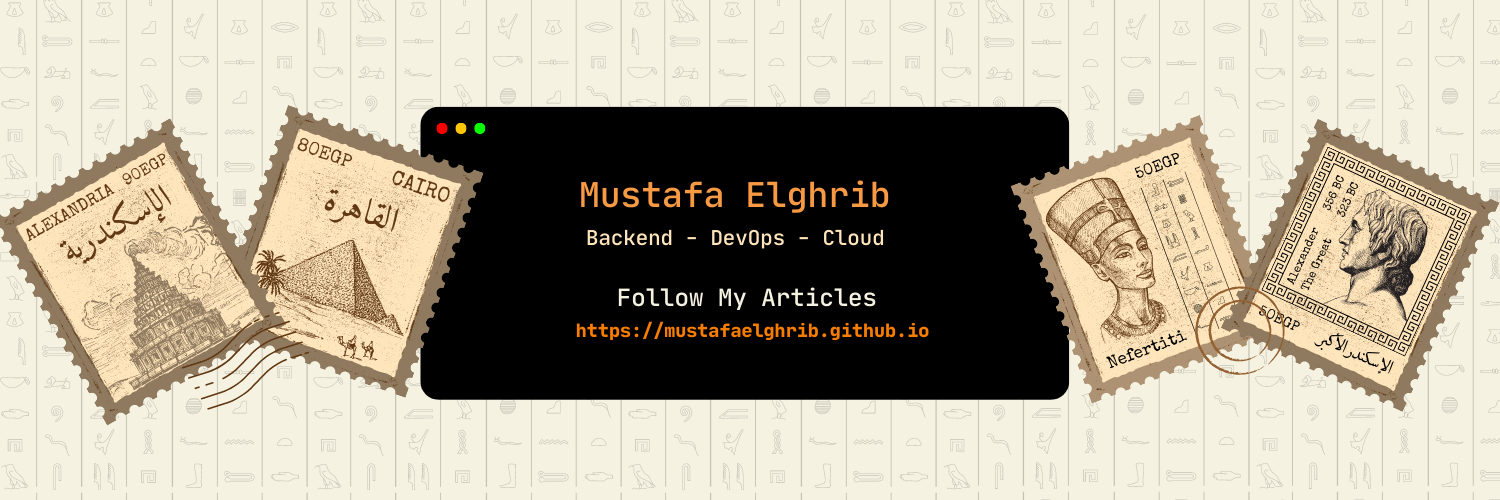 ALEXANDRIA 90EGP
الإسكندرية
80EGP
CAIRO
القاهرة
Mustafa Elghrib
Backend - DevOps - Cloud
Follow My Articles
https://mustafaelghrib.github.io
50EGP
Nefertiti
356 BC
323 BC
Alexander
The Great
50EGP
الإسكندر الأكبر